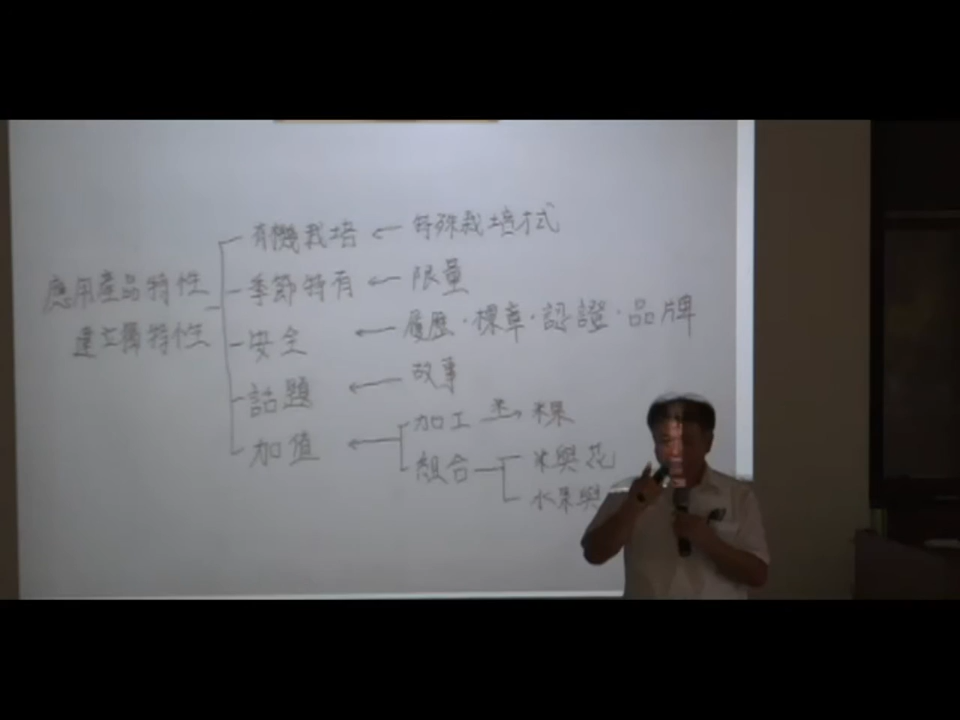 應用產品特性
建立獨特性
有機栽培 ← 特殊栽培式
季節特有 ← 限量
安全 ← 履歷·標章·認證·品牌
話題 ← 故事
加值 ← 加工 米→ 粿
組合 米與花
水果與